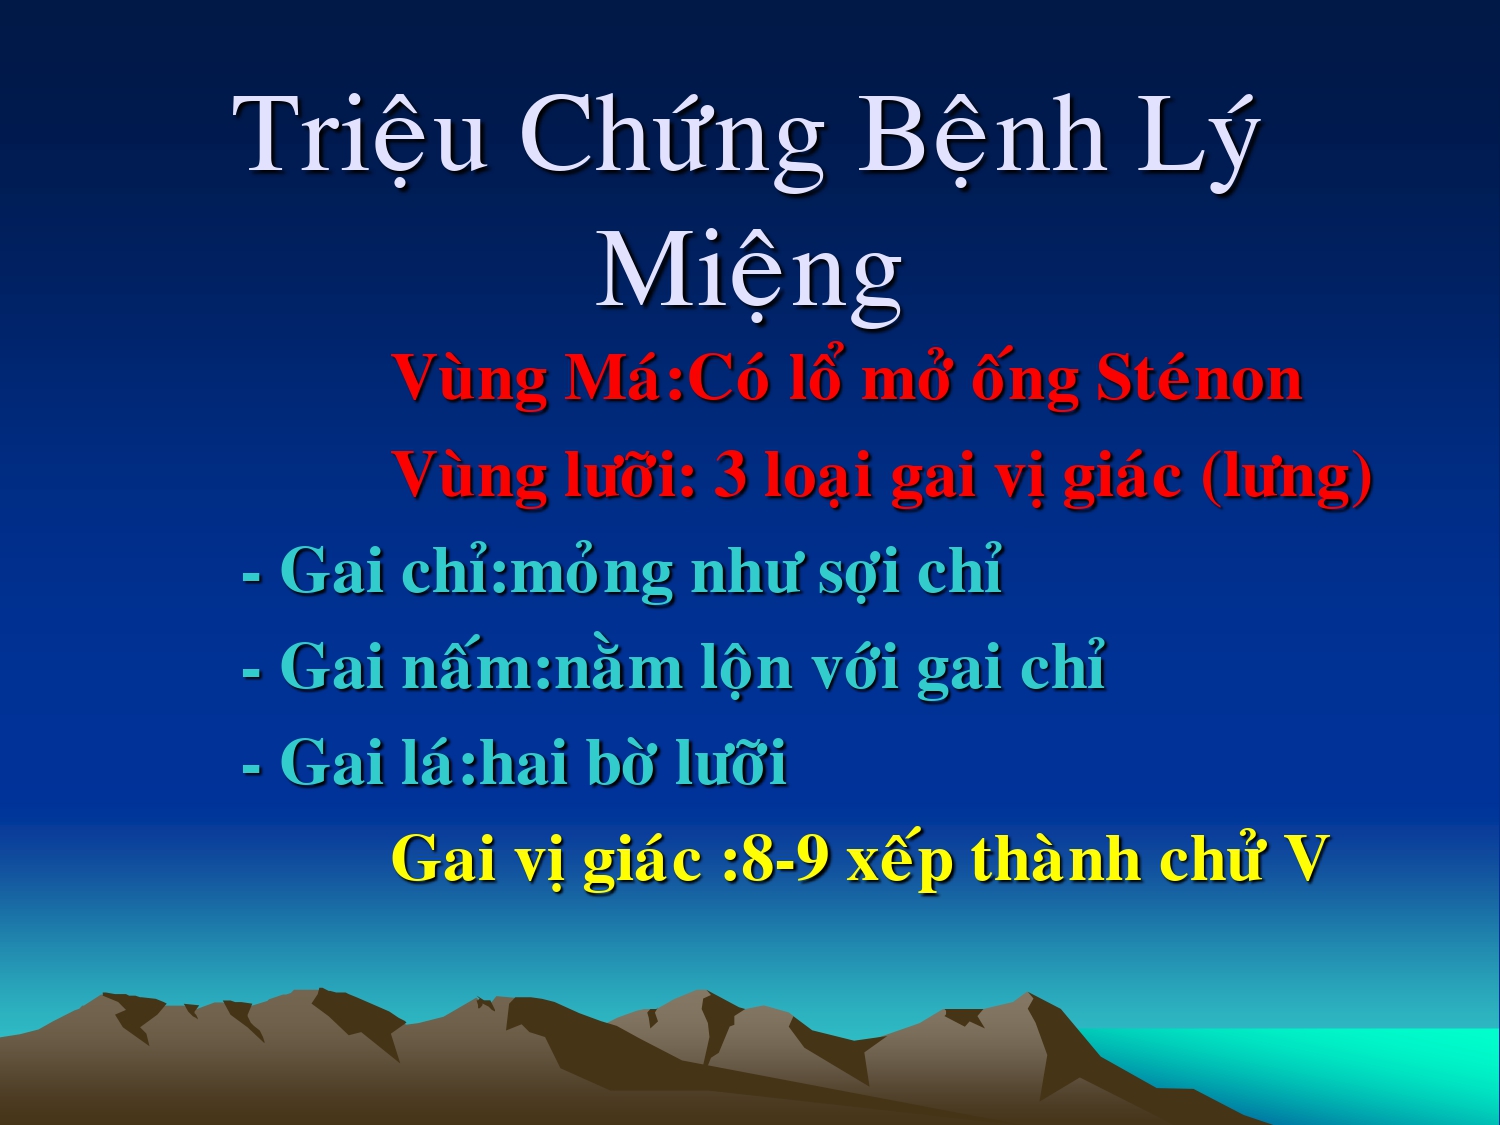 Triệu Chứng Bệnh Lý
Miệng
Vùng Má:Có lổ mở ống Sténon
Vùng lưỡi: 3 loại gai vị giác (lưng)
- Gai chỉ:mỏng như sợi chỉ
- Gai nấm:nằm lộn với gai chỉ
- Gai lá:hai bờ lưỡi
Gai vị giác :8-9 xếp thành chử V